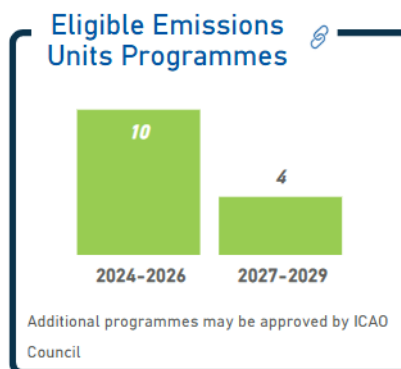 Eligible Emissions
Units Programmes
10
4
2024-2026
2027-2029
Additional programmes may be approved by ICAO
Council